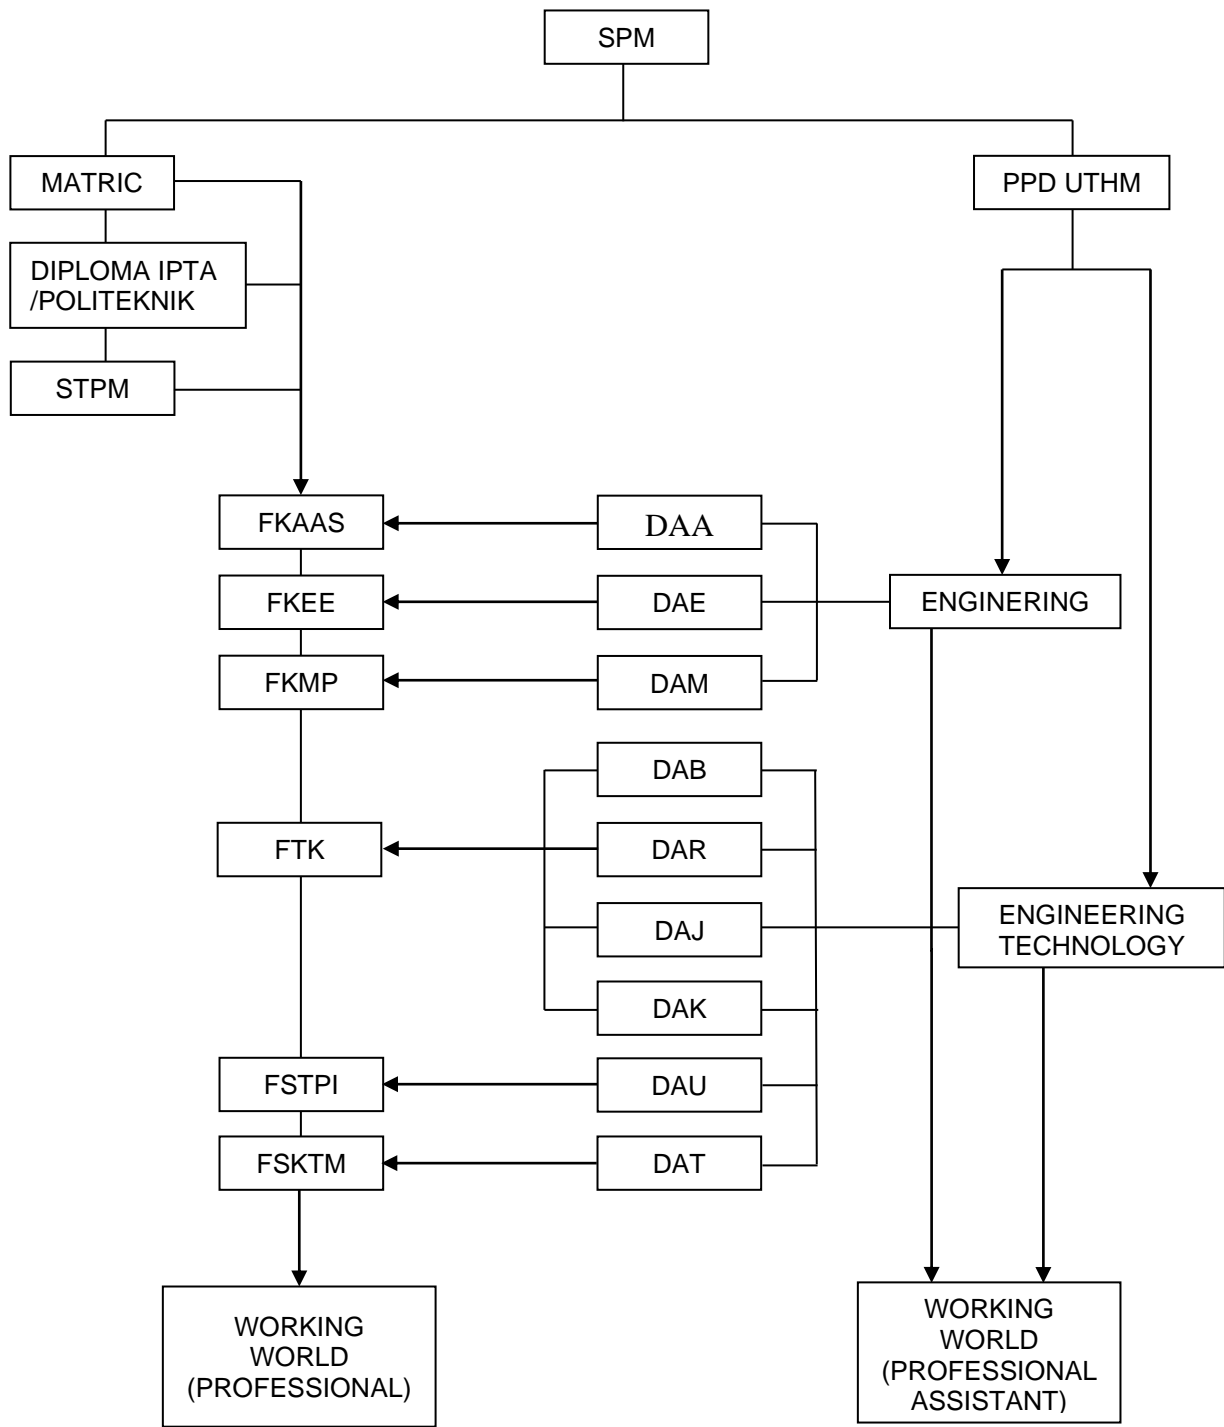 SPM
MATRIC
PPD UTHM
DIPLOMA IPTA
/POLITEKNIK
STPM
FKAAS
DAA
FKEE
DAE
ENGINERING
FKMP
DAM
DAB
FTK
DAR
DAJ
ENGINEERING
TECHNOLOGY
DAK
FSTPI
DAU
FSKTM
DAT
WORKING
WORLD
(PROFESSIONAL)
WORKING
WORLD
(PROFESSIONAL
ASSISTANT)